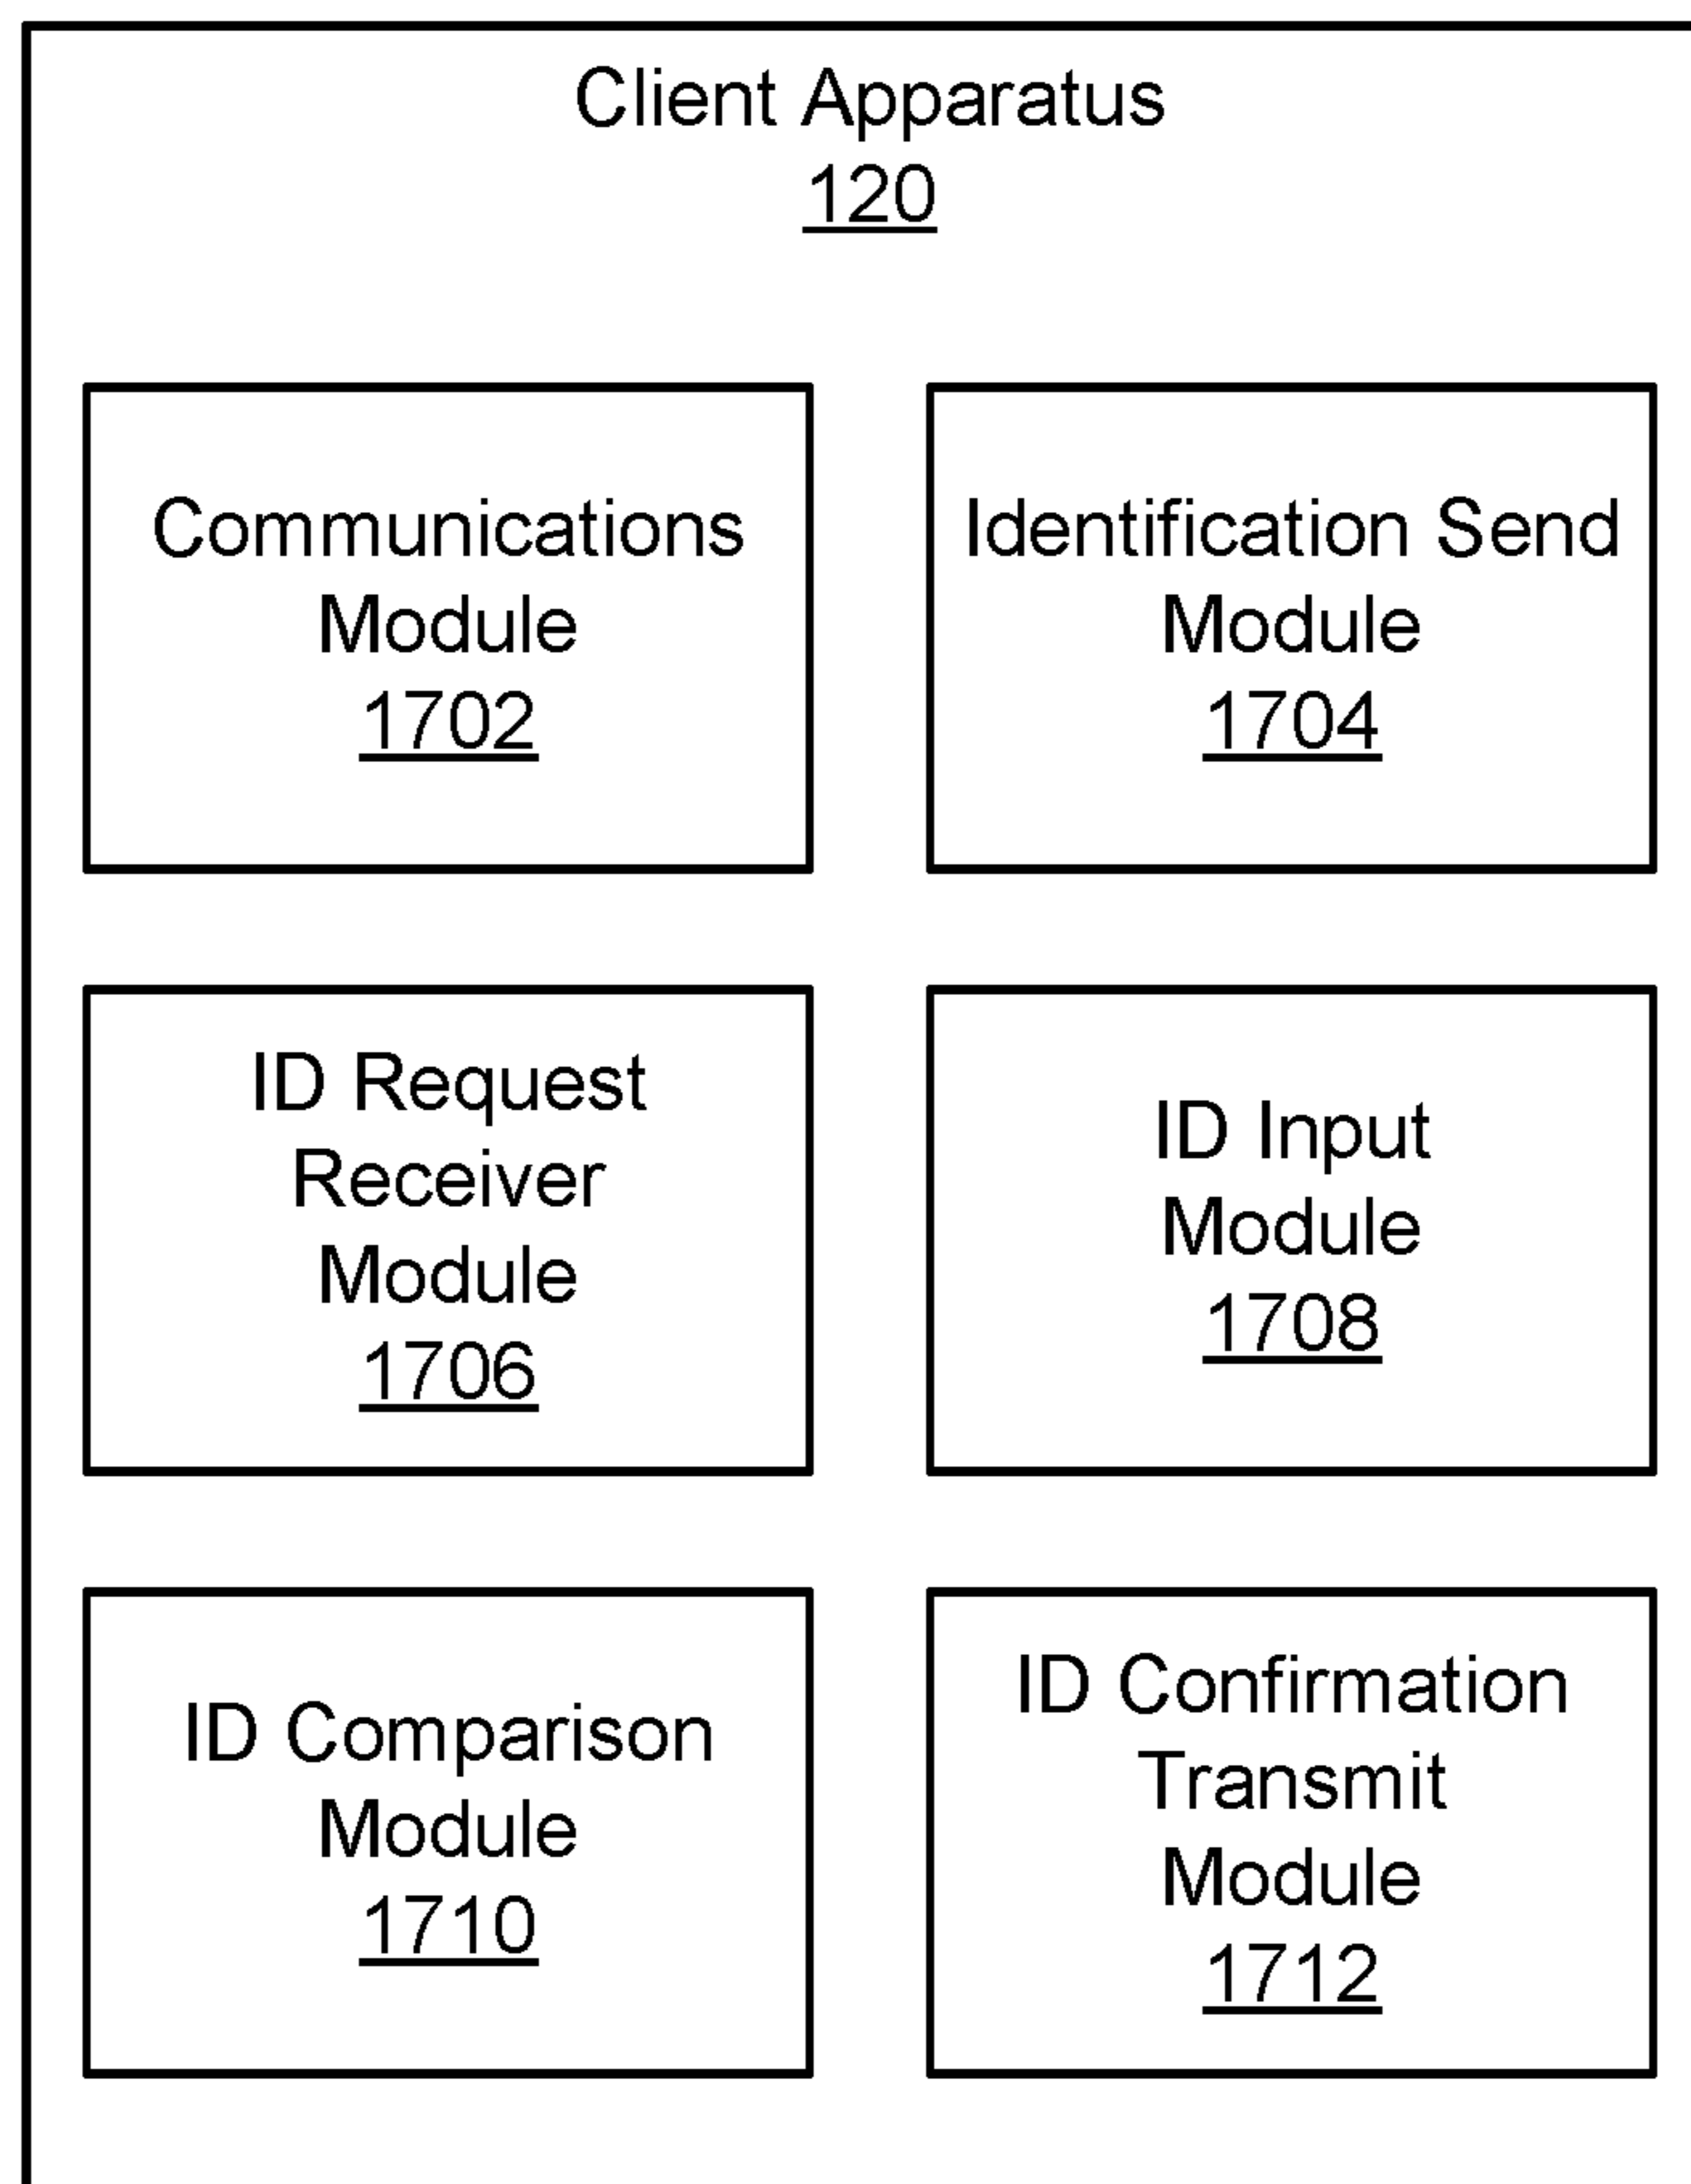 Client Apparatus
120
Communications
Module
1702
Identification Send
Module
1704
ID Request
Receiver
Module
1706
ID Input
Module
1708
ID Comparison
Module
1710
ID Confirmation
Transmit
Module
1712